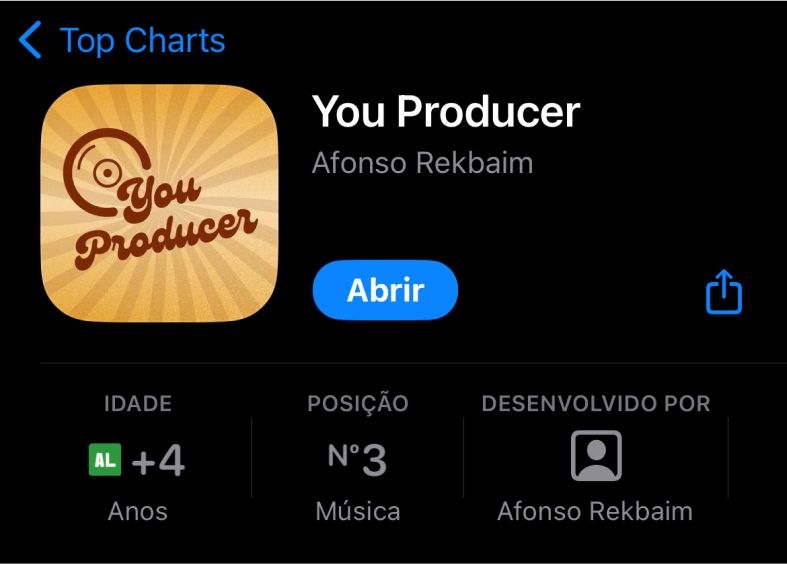 Top Charts
You
Producer
You Producer
Afonso Rekbaim
Abrir
IDADE
POSIÇÃO
DESENVOLVIDO POR
AL +4
Nº3
Anos
Música
Afonso Rekbaim